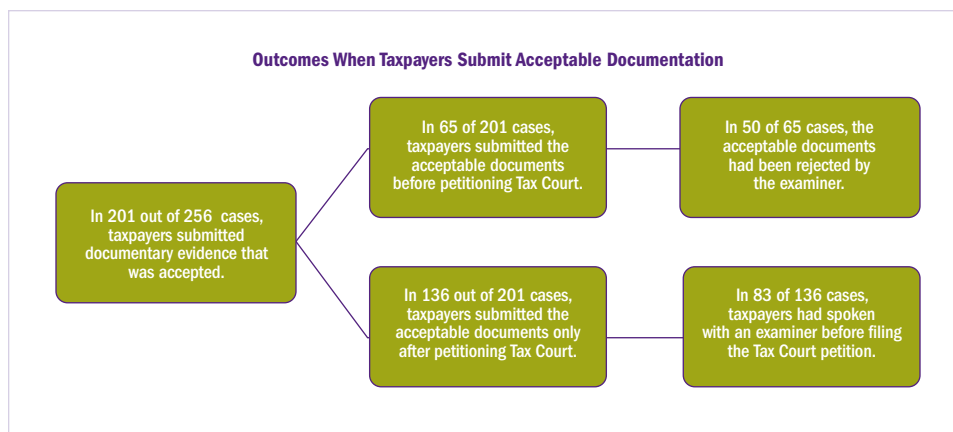 Outcomes When Taxpayers Submit Acceptable Documentation
In 65 of 201 cases,
taxpayers submitted the
acceptable documents
before petitioning Tax Court.
In 50 of 65 cases, the
acceptable documents
had been rejected by
the examiner.
In 201 out of 256 cases,
taxpayers submitted
documentary evidence that
was accepted.
In 136 out of 201 cases,
taxpayers submitted the
acceptable documents only
after petitioning Tax Court.
In 83 of 136 cases,
taxpayers had spoken
with an examiner before filing
the Tax Court petition.